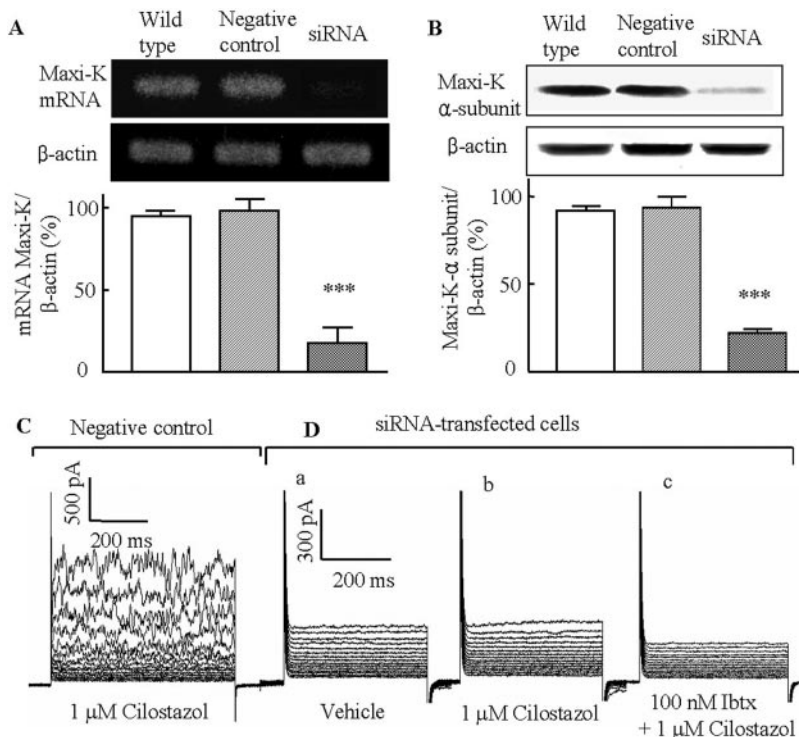 A
Wild type
Negative control
siRNA
Maxi-K mRNA
β-actin
mRNA Maxi-K/
β-actin (%)
100
50
0
***
B
Wild type
Negative control
siRNA
Maxi-K
α-subunit
β-actin
Maxi-K-α subunit/
β-actin (%)
100
50
0
***
C
Negative control
500 pA
200 ms
1 µM Cilostazol
D
siRNA-transfected cells
a
300 pA
200 ms
Vehicle
b
1 µM Cilostazol
c
100 nM Ibtx
+ 1 µM Cilostazol